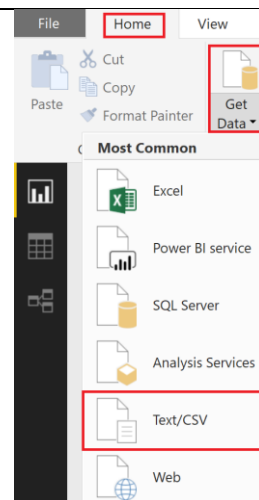 File Home View
Cut
Copy
Paste
Format Painter
Get
Data
Most Common
Excel
Power BI service
SQL Server
Analysis Services
Text/CSV
Web